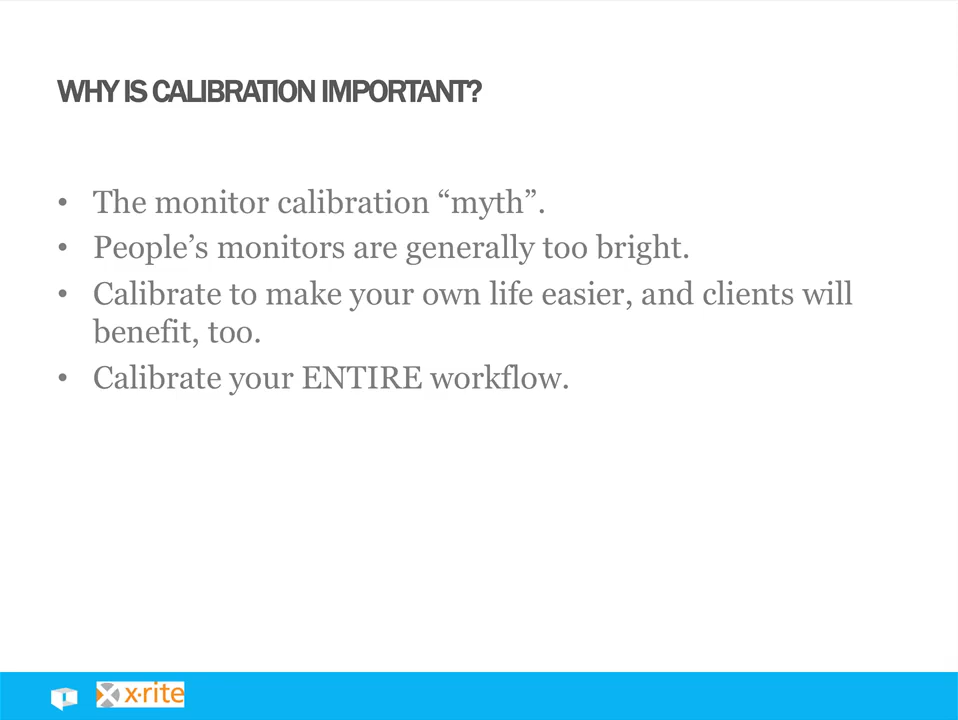 WHY IS CALIBRATION IMPORTANT?
• The monitor calibration “myth”.
• People’s monitors are generally too bright.
• Calibrate to make your own life easier, and clients will
benefit, too.
• Calibrate your ENTIRE workflow.
x·rite